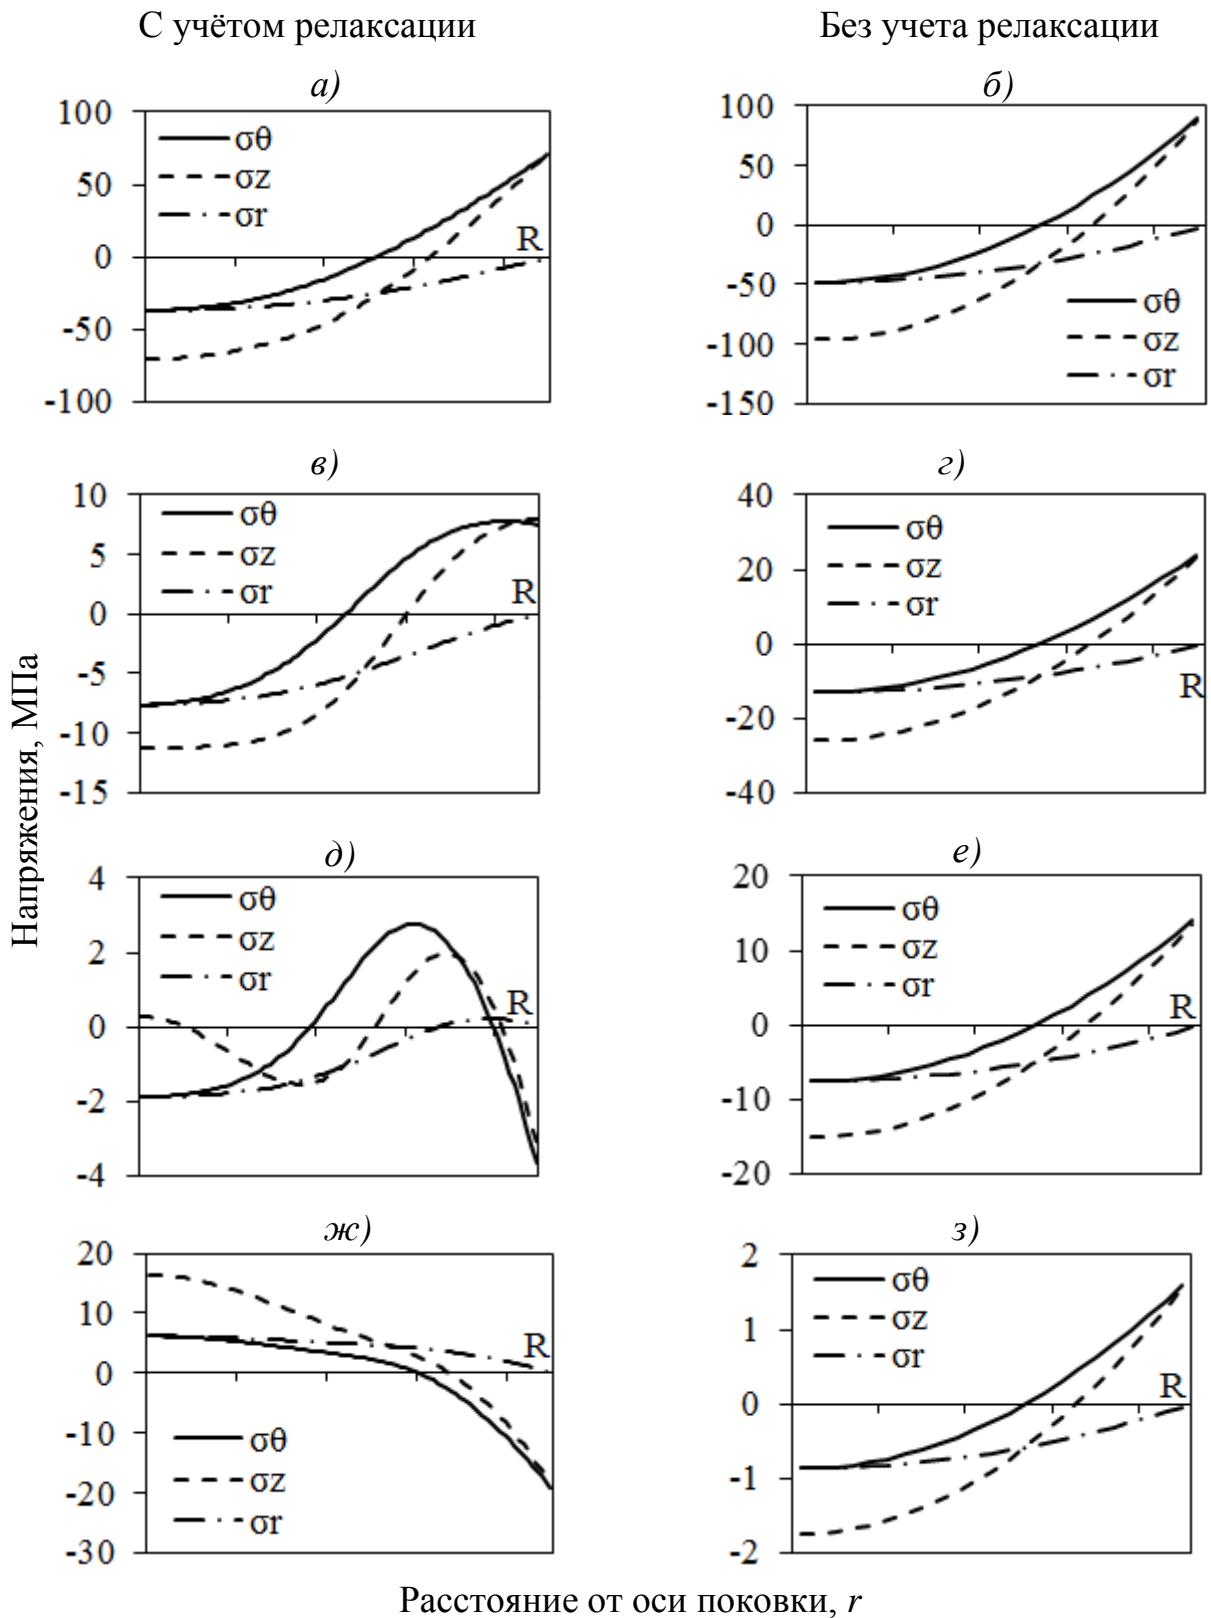 С учётом релаксации
Без учета релаксации
а)
100
50
0
-50
-100
σθ
σz
σr
R
б)
100
50
0
-50
-100
-150
σθ
σz
σr
в)
10
5
0
-5
-10
-15
σθ
σz
σr
R
г)
40
20
0
-20
-40
σθ
σz
σr
R
д)
4
2
0
-2
-4
σθ
σz
σr
R
е)
20
10
0
-10
-20
σθ
σz
σr
R
ж)
20
10
0
-10
-20
-30
σθ
σz
σr
R
з)
2
1
0
-1
-2
σθ
σz
σr
R
Напряжения, МПа
Расстояние от оси поковки, r